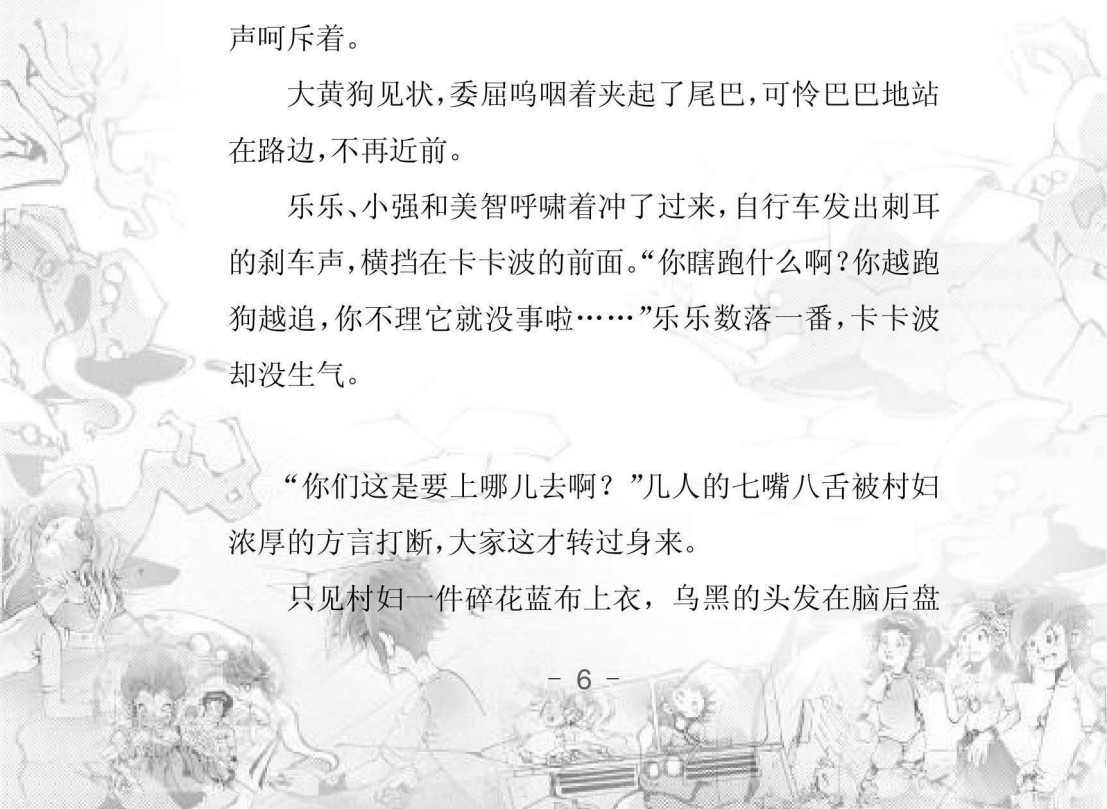 声呵斥着。
大黄狗见状，委屈呜咽着夹起了尾巴，可怜巴巴地站
在路边，不再近前。
乐乐、小强和美智呼啸着冲了过来，自行车发出刺耳
的刹车声，横挡在卡卡波的前面。“你瞎跑什么啊？你越跑
狗越追，你不理它就没事啦……”乐乐数落一番，卡卡波
却没生气。
“你们这是要上哪儿去啊？”几人的七嘴八舌被村妇
浓厚的方言打断，大家这才转过身来。
只见村妇一件碎花蓝布上衣，乌黑的头发在脑后盘
- 6 -